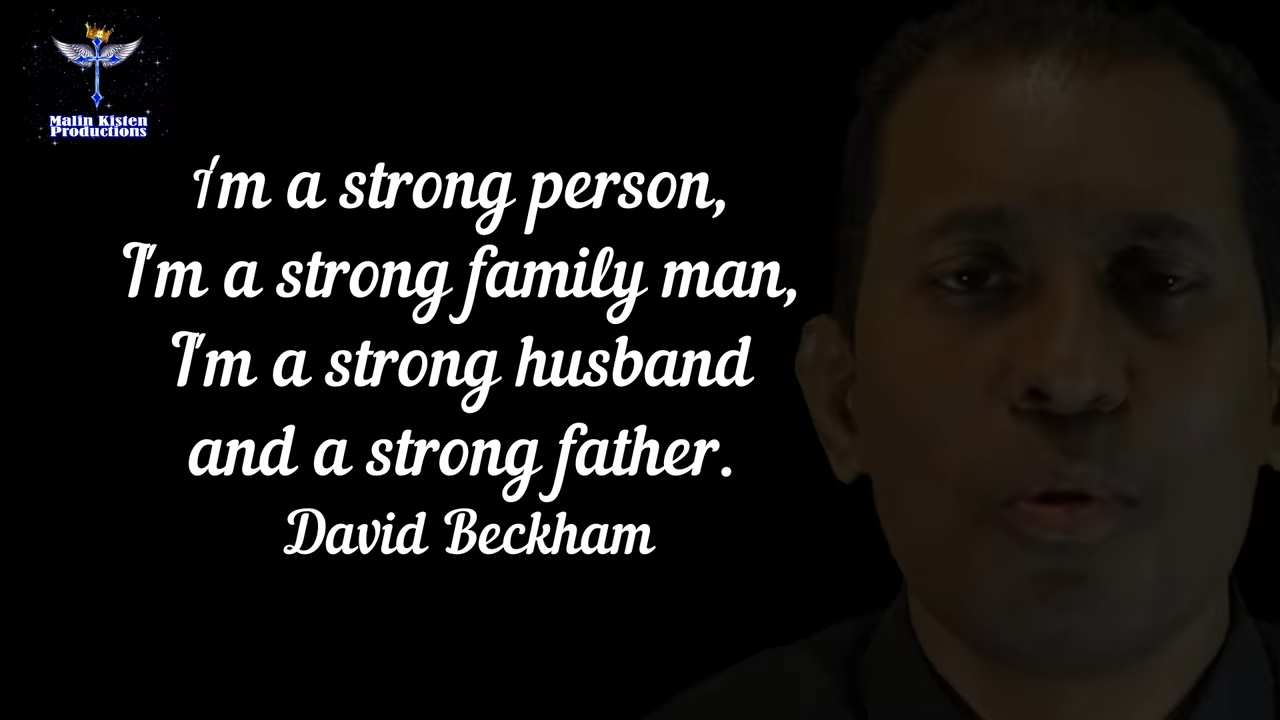 Malin Kisten
Productions
I'm a strong person,
I'm a strong family man,
I'm a strong husband
and a strong father.
David Beckham